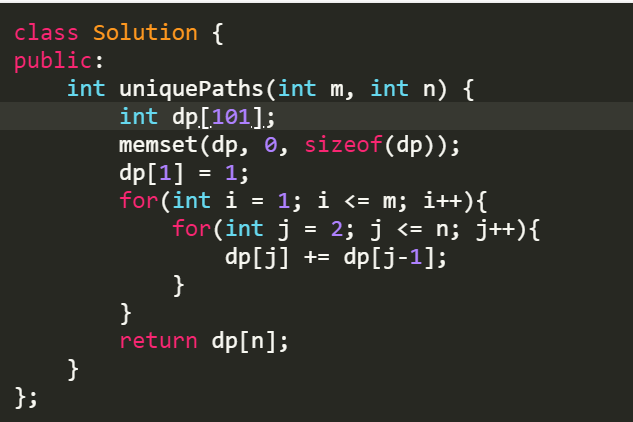 class Solution {
public:
    int uniquePaths(int m, int n) {
        int dp[101];
        memset(dp, 0, sizeof(dp));
        dp[1] = 1;
        for(int i = 1; i <= m; i++){
            for(int j = 2; j <= n; j++){
                dp[j] += dp[j-1];
            }
        }
        return dp[n];
    }
};